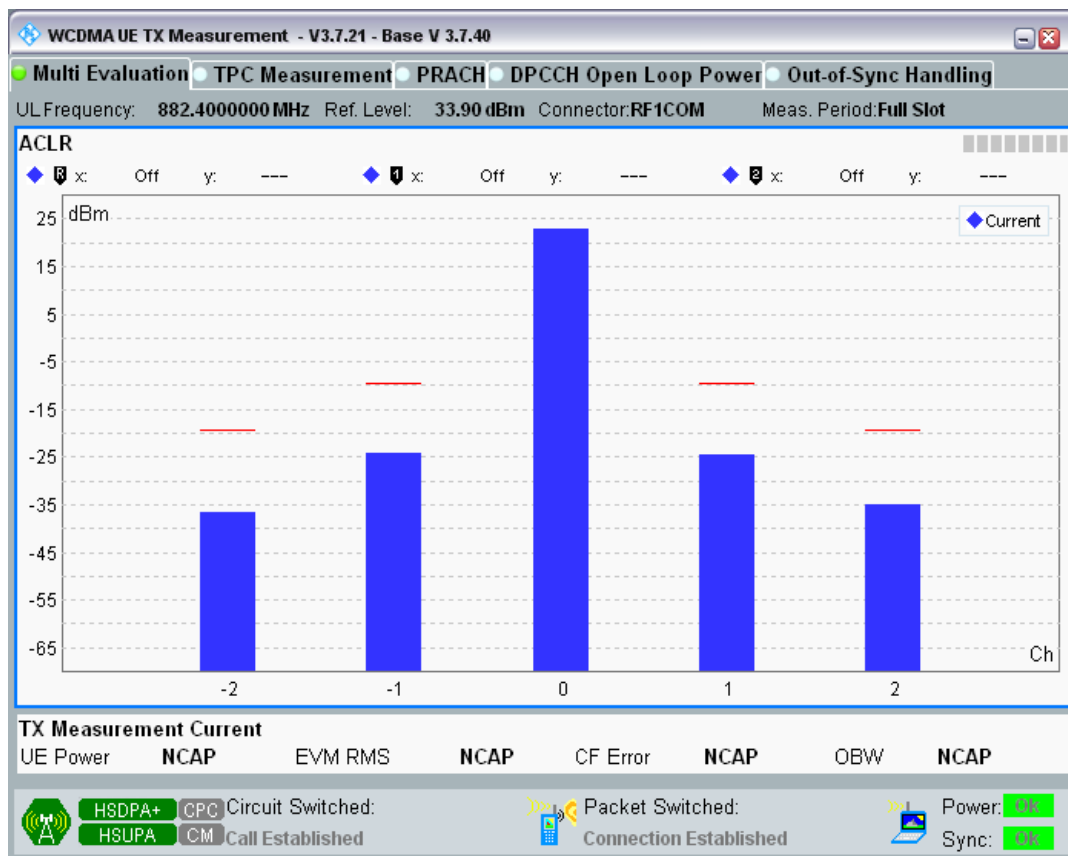 WCDMA UE TX Measurement - V3.7.21 - Base V 3.7.40
Multi Evaluation TPC Measurement PRACH DPCCH Open Loop Power Out-of-Sync Handling
UL Frequency: 882.4000000 MHz Ref. Level: 33.90 dBm Connector:RF1COM Meas. Period:Full Slot
ACLR
R x: Off y: --- 1 x: Off y: --- 2 x: Off y: ---
dBm
Current
25
15
5
-5
-15
-25
-35
-45
-55
-65
Ch
-2 -1 0 1 2
TX Measurement Current
UE Power NCAP EVM RMS NCAP CF Error NCAP OBW NCAP
HSDPA+ CPC Circuit Switched: Packet Switched: Power: OK
HSUPA CM Call Established Connection Established Sync: OK